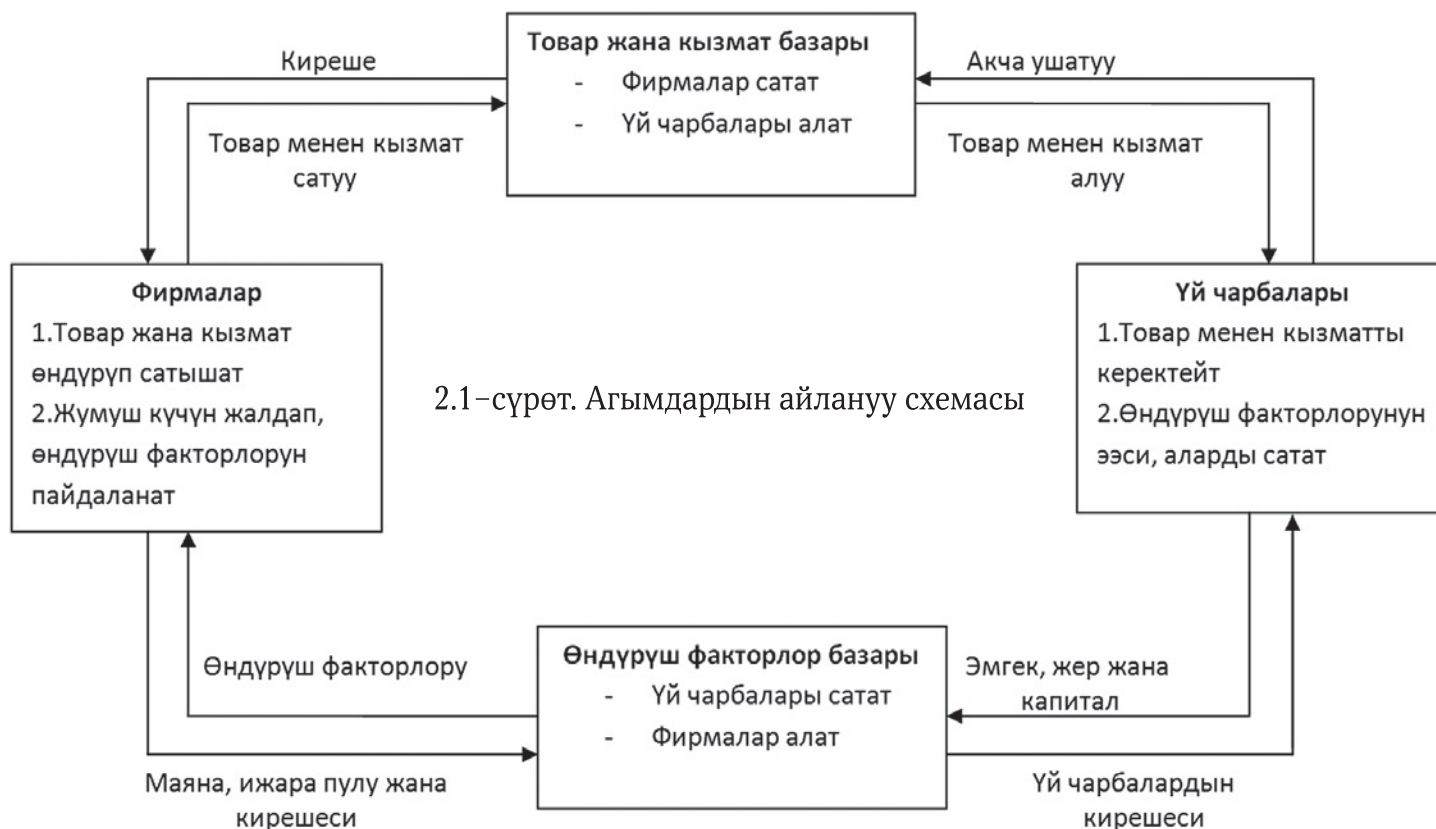 Товар жана кызмат базары
- Фирмалар сатат
- Үй чарбалары алат
Киреше
Акча ушатуу
Товар менен кызмат
сатуу
Товар менен кызмат
алуу
Фирмалар
1.Товар жана кызмат
өндүрүп сатышат
2.Жумуш күчүн жалдап,
өндүрүш факторлорун
пайдаланат
2.1–сүрөт. Агымдардын айлануу схемасы
Үй чарбалары
1.Товар менен кызматты
керектейт
2.Өндүрүш факторлорунун
ээси, аларды сатат
Өндүрүш факторлору
Өндүрүш факторлор базары
- Үй чарбалары сатат
- Фирмалар алат
Эмгек, жер жана
капитал
Маяна, ижара пулу жана
кирешеси
Үй чарбалардын
кирешеси